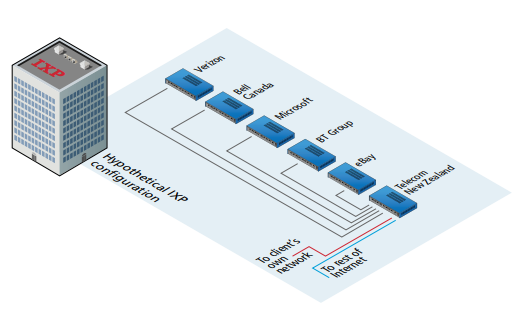 IXP
Verizon
Bell
Canada
Microsoft
BT Group
eBay
Telecom
New Zealand
Hypothetical IXP
configuration
To client's
own
network
To rest of
Internet